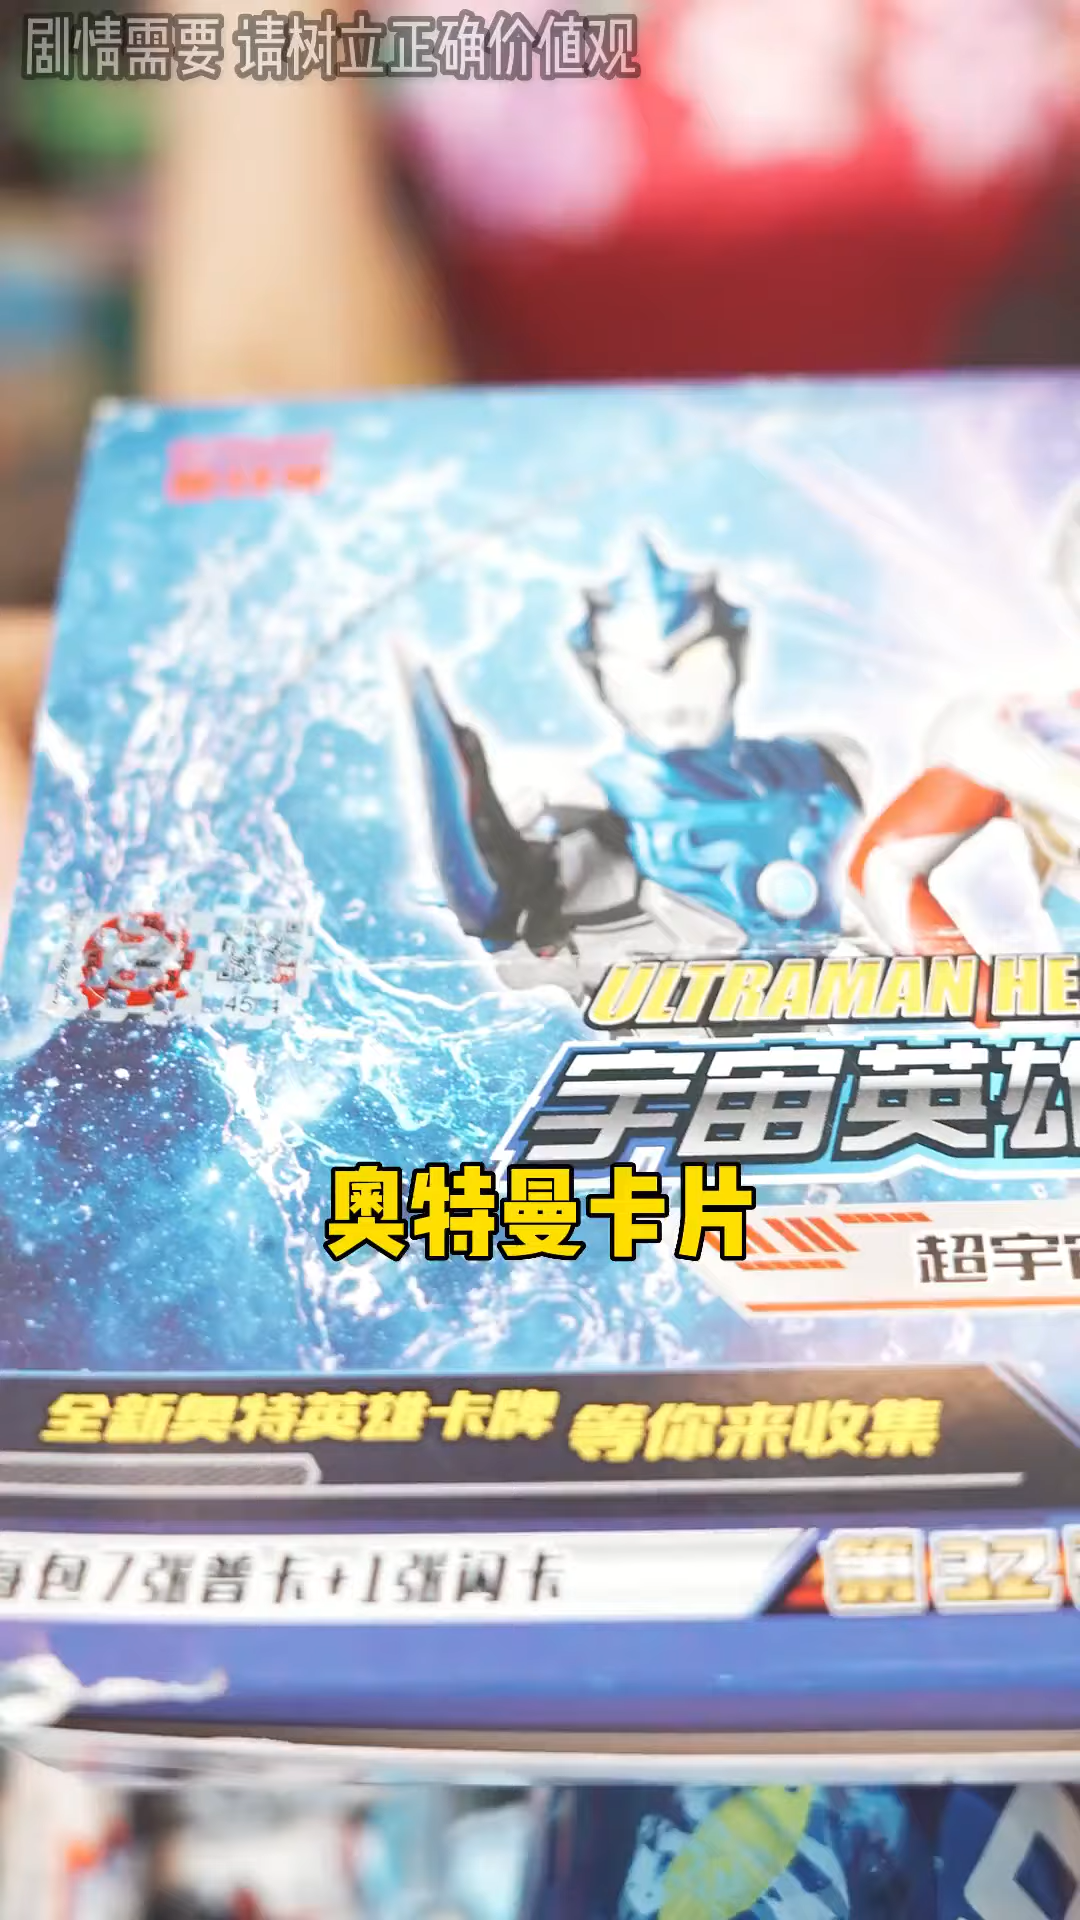 剧情需要 请树立正确价值观
ULTRAMAN HE
宇宙英雄
奥特曼卡片
超宇宙
全新奥特英雄卡牌 等你来收集
每包7张普卡+1张闪卡
第32